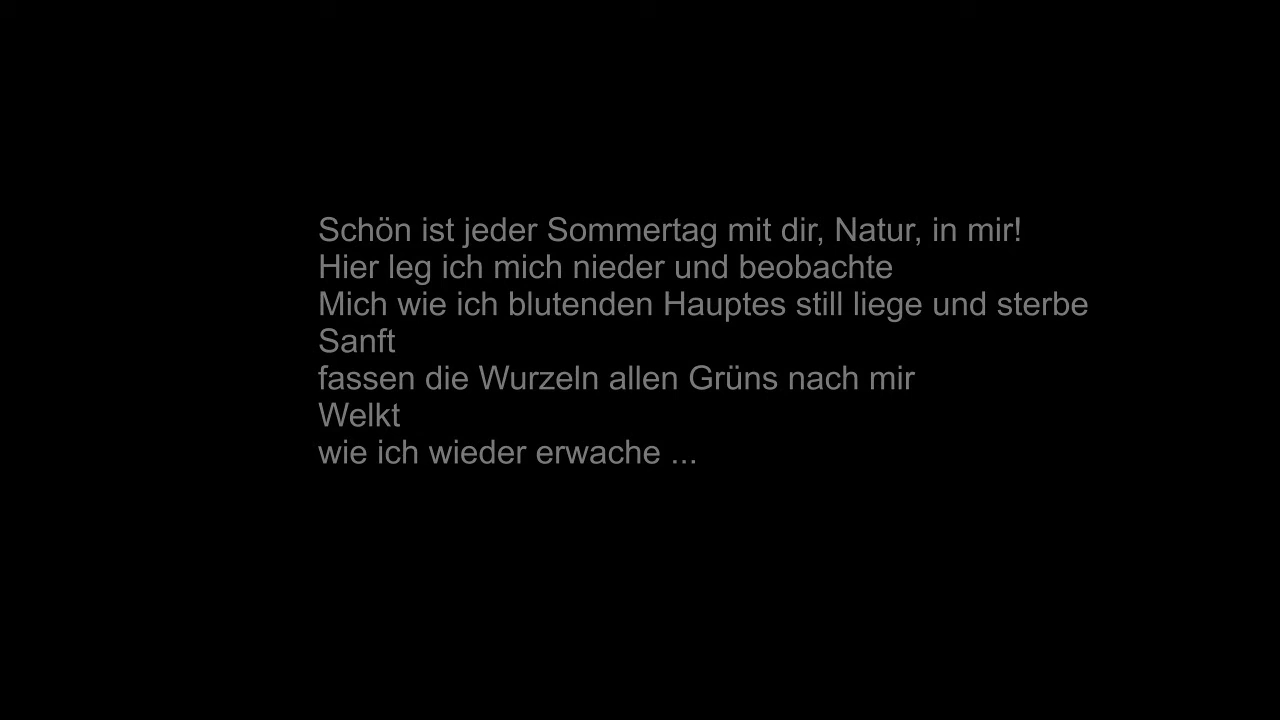 Schön ist jeder Sommertag mit dir, Natur, in mir!
Hier leg ich mich nieder und beobachte
Mich wie ich blutenden Hauptes still liege und sterbe
Sanft
fassen die Wurzeln allen Grüns nach mir
Welkt
wie ich wieder erwache ...